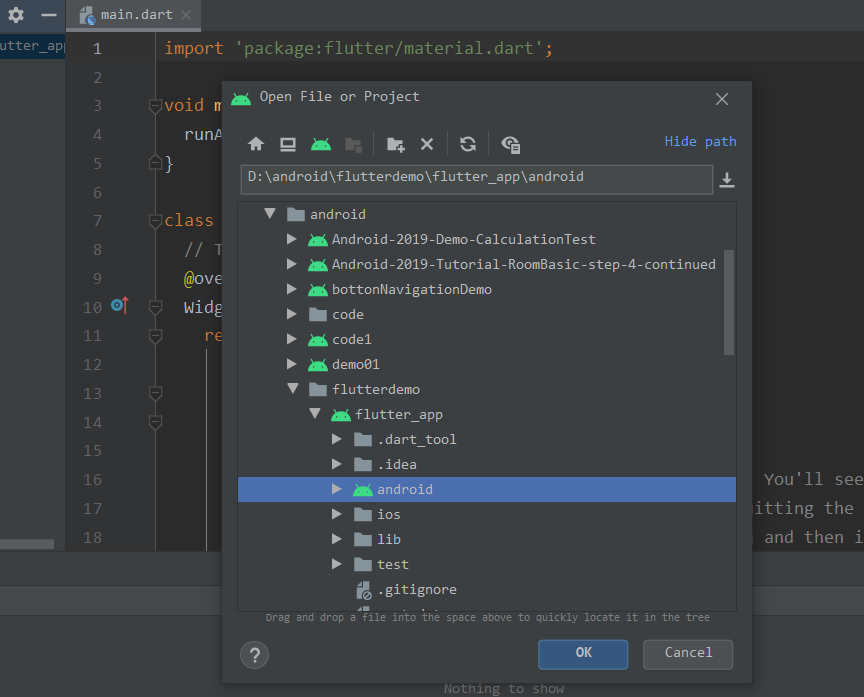 main.dart
utter_app
1 import 'package:flutter/material.dart';
2
3 void m
4 runA
5 }
6
7 class
8 // T
9 @ove
10 Widg
11 re
12
13
14
15
16 You'll see
17 itting the
18 and then i
Open File or Project
Hide path
D:\android\flutterdemo\flutter_app\android
android
Android-2019-Demo-CalculationTest
Android-2019-Tutorial-RoomBasic-step-4-continued
bottonNavigationDemo
code
code1
demo01
flutterdemo
flutter_app
.dart_tool
.idea
android
ios
lib
test
.gitignore
Drag and drop a file into the space above to quickly locate it in the tree
? OK Cancel
Nothing to show